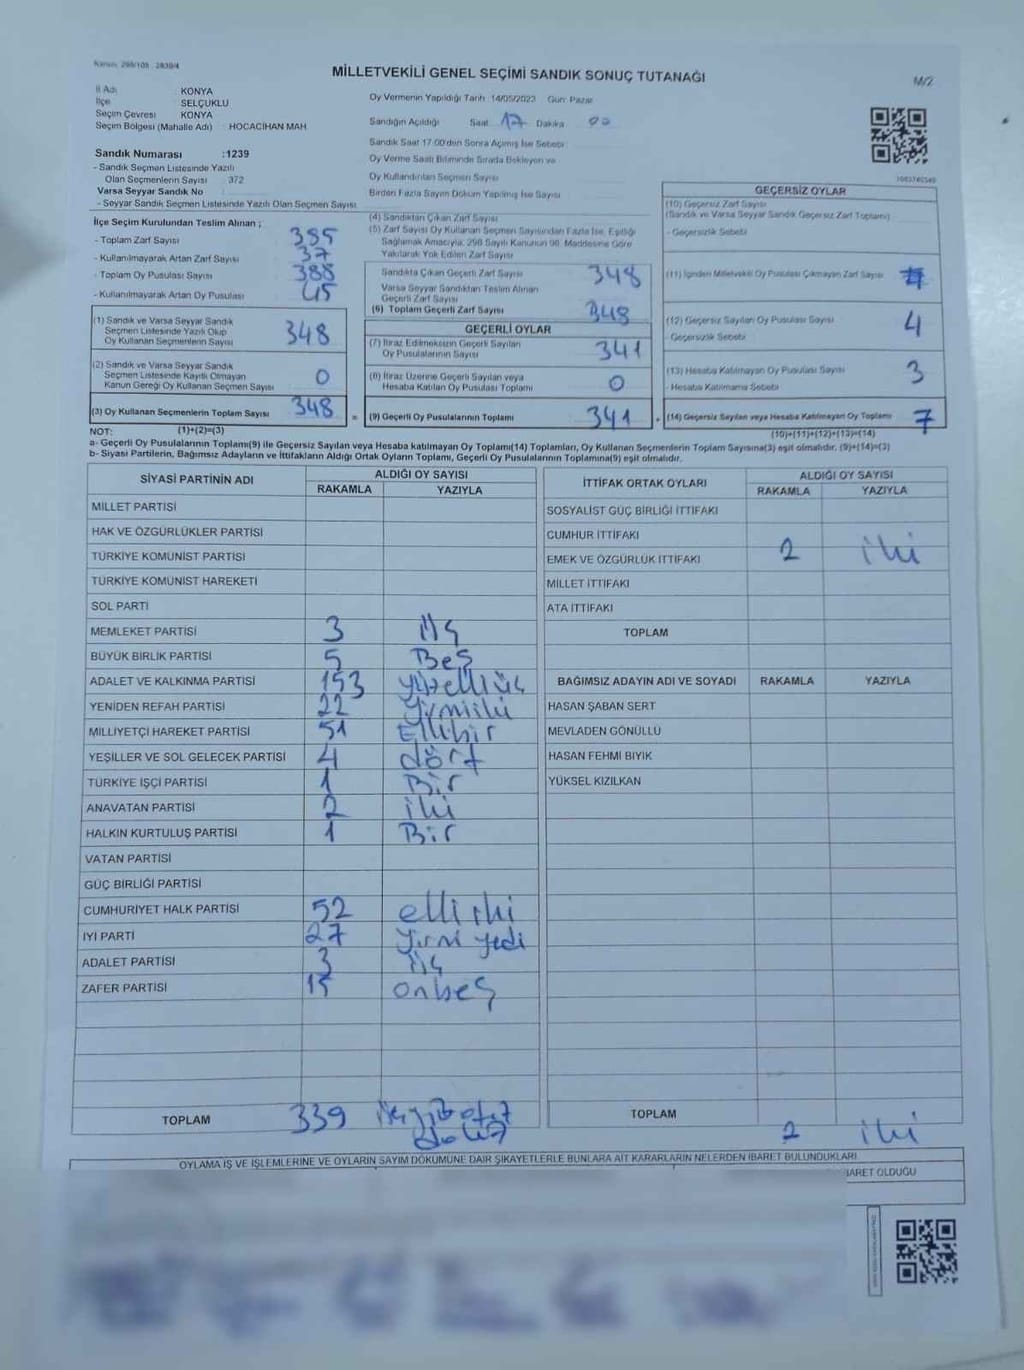 MİLLETVEKİLİ GENEL SEÇİMİ SANDIK SONUÇ TUTANAĞI
M/2
İl Adı KONYA
İlçe SELÇUKLU
Seçim Çevresi KONYA
Seçim Bölgesi (Mahalle Adı) HOCACİHAN MAH.
Sandık Numarası :1239
- Sandık Seçmen Listesinde Yazılı
Olan Seçmenlerin Sayısı 372
Varsa Seyyar Sandık No
- Seyyar Sandık Seçmen Listesinde Yazılı Olan Seçmen Sayısı
Oy Vermenin Yapıldığı Tarih 14/05/2023 Gün: Pazar
Sandığın Açıldığı Saat 17 Dakika
Sandık Saat 17.00'den Sonra Açılmış İse Sebebi
Oy Verme Saati Bitiminde Sırada Bekleyen ve
Oy Kullandırılan Seçmen Sayısı
Birden Fazla Sayım Döküm Yapılmış İse Sayısı
İlçe Seçim Kurulundan Teslim Alınan ;
- Toplam Zarf Sayısı 385
- Kullanılmayarak Artan Zarf Sayısı 37
- Toplam Oy Pusulası Sayısı 388
- Kullanılmayarak Artan Oy Pusulası 45
(1) Sandık ve Varsa Seyyar Sandık
Seçmen Listesinde Yazılı Olup
Oy Kullanan Seçmenlerin Sayısı 348
(2) Sandık ve Varsa Seyyar Sandık
Seçmen Listesinde Kayıtlı Olmayan
Kanun Gereği Oy Kullanan Seçmen Sayısı 0
(3) Oy Kullanan Seçmenlerin Toplam Sayısı 348
(4) Sandıktan Çıkan Zarf Sayısı
(5) Zarf Sayısı Oy Kullanan Seçmen Sayısından Fazla İse, Eşitliği
Sağlamak Amacıyla, 298 Sayılı Kanunun 98. Maddesine Göre
Yakılarak Yok Edilen Zarf Sayısı
Sandıkta Çıkan Geçerli Zarf Sayısı 348
Varsa Seyyar Sandıktan Teslim Alınan
Geçerli Zarf Sayısı
(6) Toplam Geçerli Zarf Sayısı 348
GEÇERLİ OYLAR
(7) İtiraz Edilmeksizin Geçerli Sayılan
Oy Pusulalarının Sayısı 341
(8) İtiraz Üzerine Geçerli Sayılan veya
Hesaba Katılan Oy Pusulası Toplamı 0
= (9) Geçerli Oy Pusulalarının Toplamı 341
GEÇERSİZ OYLAR
(10) Geçersiz Zarf Sayısı
(Sandık ve Varsa Seyyar Sandık Geçersiz Zarf Toplamı)
- Geçersizlik Sebebi
(11) İçinden Milletvekili Oy Pusulası Çıkmayan Zarf Sayısı
(12) Geçersiz Sayılan Oy Pusulası Sayısı 4
- Geçersizlik Sebebi
(13) Hesaba Katılmayan Oy Pusulası Sayısı 3
- Hesaba Katılmama Sebebi
+ (14) Geçersiz Sayılan veya Hesaba Katılmayan Oy Toplamı 7
NOT: (1)+(2)=(3) (10)+(11)+(12)+(13)=(14)
a- Geçerli Oy Pusulalarının Toplamı(9) ile Geçersiz Sayılan veya Hesaba katılmayan Oy Toplamı(14) Toplamları, Oy Kullanan Seçmenlerin Toplam Sayısına(3) eşit olmalıdır. (9)+(14)=(3)
b- Siyasi Partilerin, Bağımsız Adayların ve İttifakların Aldığı Ortak Oyların Toplamı, Geçerli Oy Pusulalarının Toplamına(9) eşit olmalıdır.
SİYASİ PARTİNİN ADI ALDIĞI OY SAYISI
RAKAMLA YAZIYLA
MİLLET PARTİSİ
HAK VE ÖZGÜRLÜKLER PARTİSİ
TÜRKİYE KOMÜNİST PARTİSİ
TÜRKİYE KOMÜNİST HAREKETİ
SOL PARTİ
MEMLEKET PARTİSİ 3 üç
BÜYÜK BİRLİK PARTİSİ 5 Beş
ADALET VE KALKINMA PARTİSİ 153 yüzelliüç
YENİDEN REFAH PARTİSİ 22
MİLLİYETÇİ HAREKET PARTİSİ 51 Ellibir
YEŞİLLER VE SOL GELECEK PARTİSİ 4 dört
TÜRKİYE İŞÇİ PARTİSİ 1 Bir
ANAVATAN PARTİSİ 2 iki
HALKIN KURTULUŞ PARTİSİ 1 Bir
VATAN PARTİSİ
GÜÇ BİRLİĞİ PARTİSİ
CUMHURİYET HALK PARTİSİ 52 elli iki
İYİ PARTİ 27 yirmi yedi
ADALET PARTİSİ 3 üç
ZAFER PARTİSİ 15 onbeş
TOPLAM 339
İTTİFAK ORTAK OYLARI ALDIĞI OY SAYISI
RAKAMLA YAZIYLA
SOSYALİST GÜÇ BİRLİĞİ İTTİFAKI
CUMHUR İTTİFAKI 2 iki
EMEK VE ÖZGÜRLÜK İTTİFAKI
MİLLET İTTİFAKI
ATA İTTİFAKI
TOPLAM
BAĞIMSIZ ADAYIN ADI VE SOYADI RAKAMLA YAZIYLA
HASAN ŞABAN SERT
MEVLADEN GÖNÜLLÜ
HASAN FEHMİ BIYIK
YÜKSEL KIZILKAN
TOPLAM 2 iki
OYLAMA İŞ VE İŞLEMLERİNE VE OYLARIN SAYIM DÖKÜMÜNE DAİR ŞİKAYETLERLE BUNLARA AİT KARARLARIN NELERDEN İBARET BULUNDUKLARI
İBARET OLDUĞU